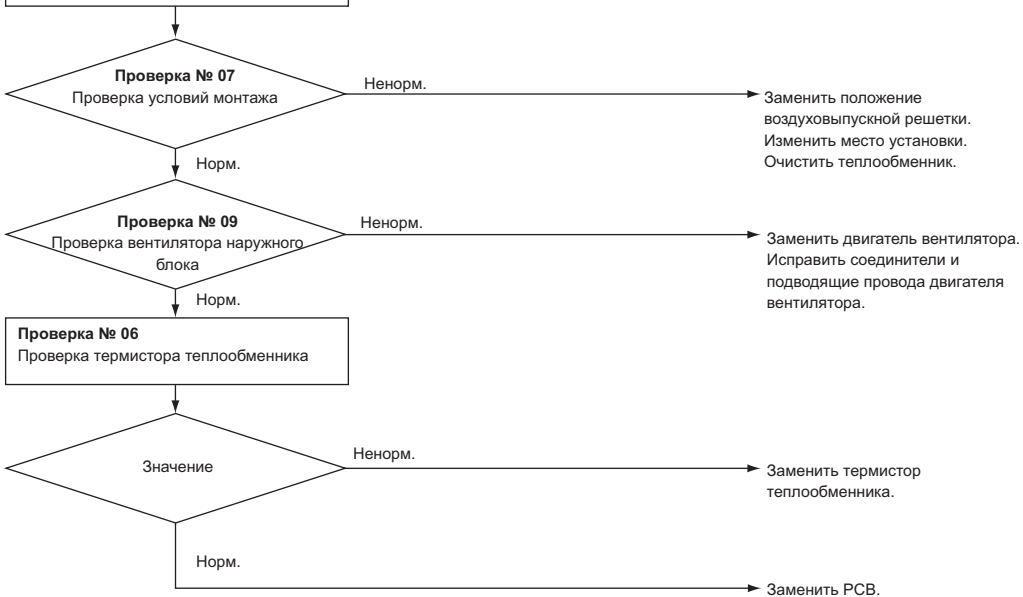 Проверка № 07
Проверка условий монтажа
Ненорм.
Заменить положение
воздуховыпускной решетки.
Изменить место установки.
Очистить теплообменник.
Норм.
Проверка № 09
Проверка вентилятора наружного
блока
Ненорм.
Заменить двигатель вентилятора.
Исправить соединители и
подводящие провода двигателя
вентилятора.
Норм.
Проверка № 06
Проверка термистора теплообменника
Значение
Ненорм.
Заменить термистор
теплообменника.
Норм.
Заменить PCB.